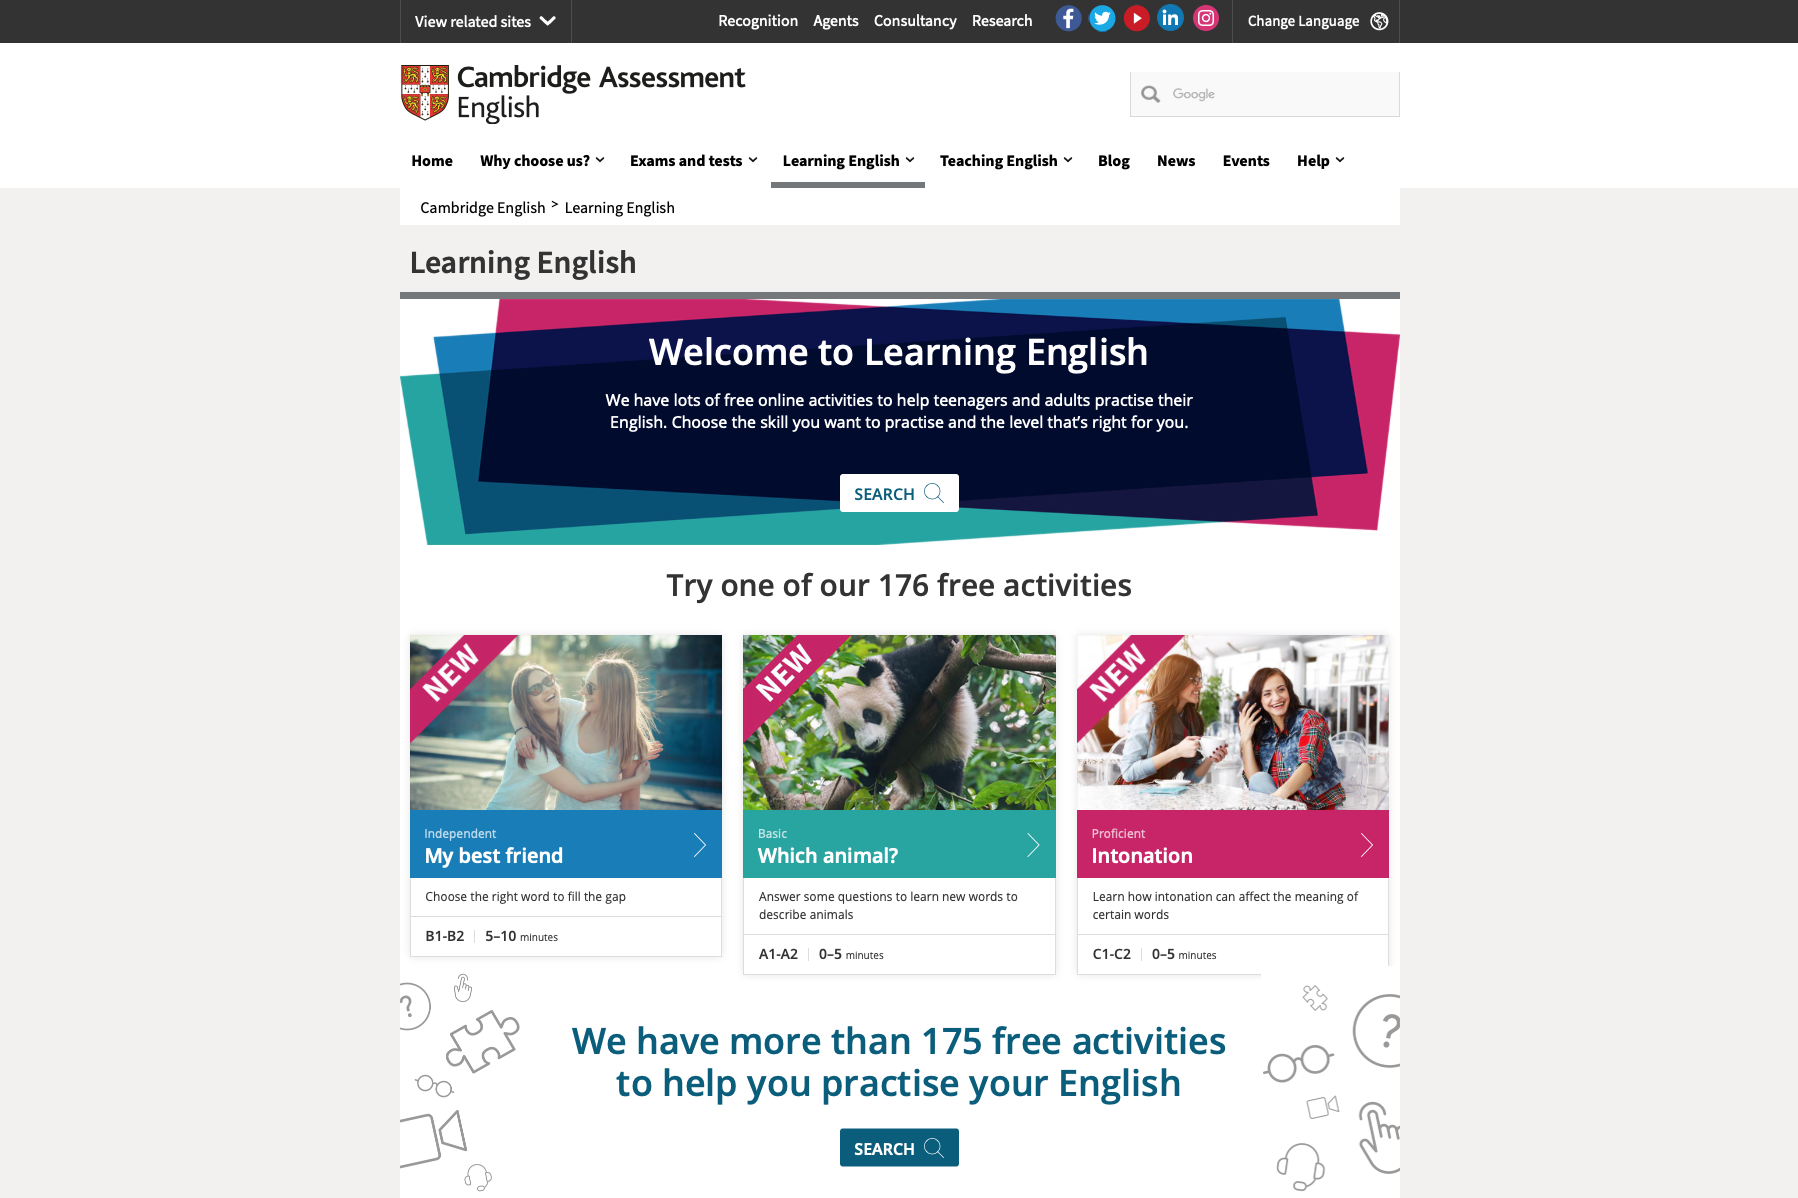 View related sites
Recognition Agents Consultancy Research
Change Language
Cambridge Assessment
English
Google
Home Why choose us? Exams and tests Learning English Teaching English Blog News Events Help
Cambridge English > Learning English
Learning English
Welcome to Learning English
We have lots of free online activities to help teenagers and adults practise their
English. Choose the skill you want to practise and the level that's right for you.
SEARCH
Try one of our 176 free activities
NEW
Independent
My best friend
Choose the right word to fill the gap
B1-B2 5–10 minutes
NEW
Basic
Which animal?
Answer some questions to learn new words to
describe animals
A1-A2 0–5 minutes
NEW
Proficient
Intonation
Learn how intonation can affect the meaning of
certain words
C1-C2 0–5 minutes
We have more than 175 free activities
to help you practise your English
SEARCH